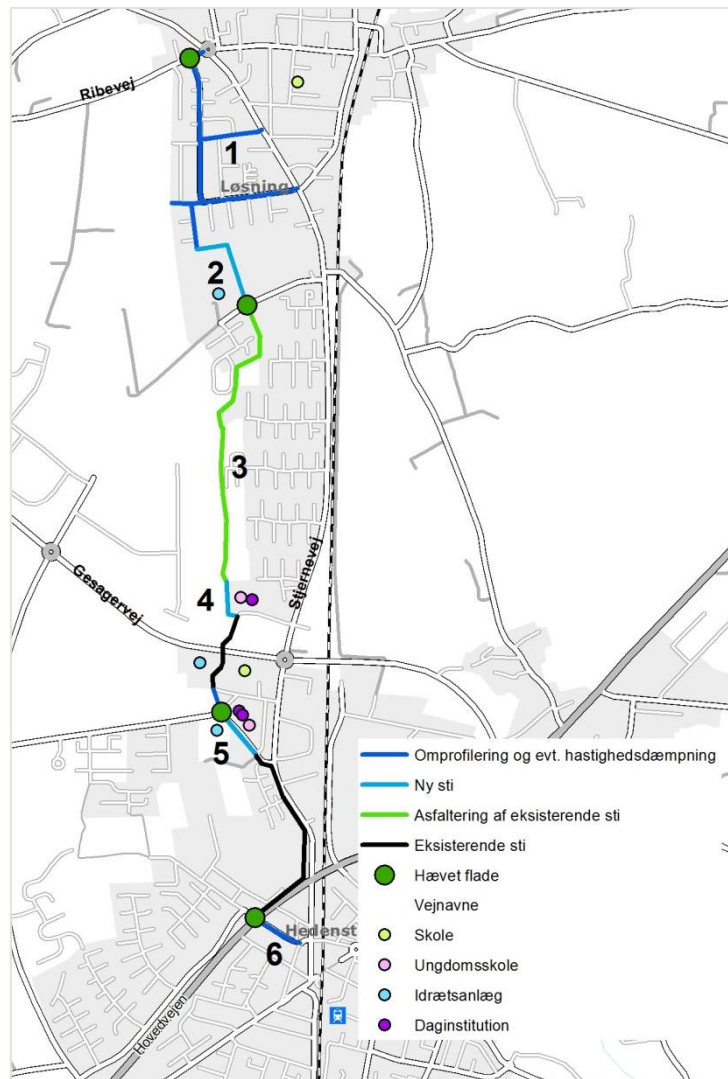 Ribevej
1
Løsning
2
3
Stjernevej
4
Gesagervej
5
Omprofilering og evt. hastighedsdæmpning
Ny sti
Asfaltering af eksisterende sti
Eksisterende sti
Hævet flade
Vejnavne
Skole
Ungdomsskole
Idrætsanlæg
Daginstitution
Hedenst
6
Hovedvejen